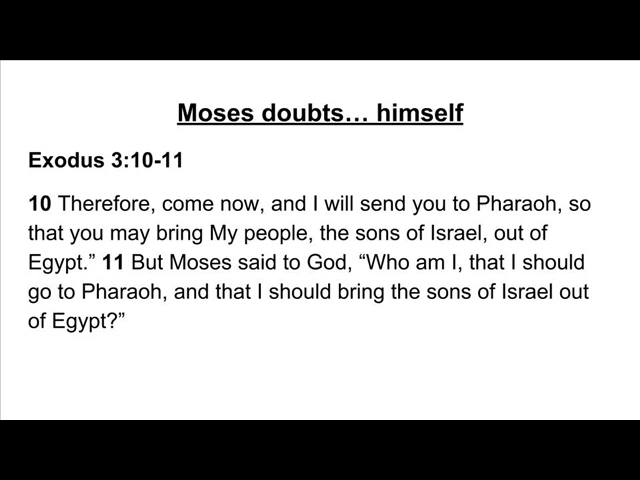 Moses doubts… himself
Exodus 3:10-11
10 Therefore, come now, and I will send you to Pharaoh, so
that you may bring My people, the sons of Israel, out of
Egypt.” 11 But Moses said to God, “Who am I, that I should
go to Pharaoh, and that I should bring the sons of Israel out
of Egypt?”